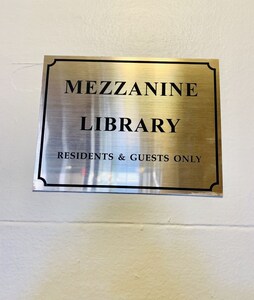 MEZZANINE
LIBRARY
RESIDENTS & GUESTS ONLY